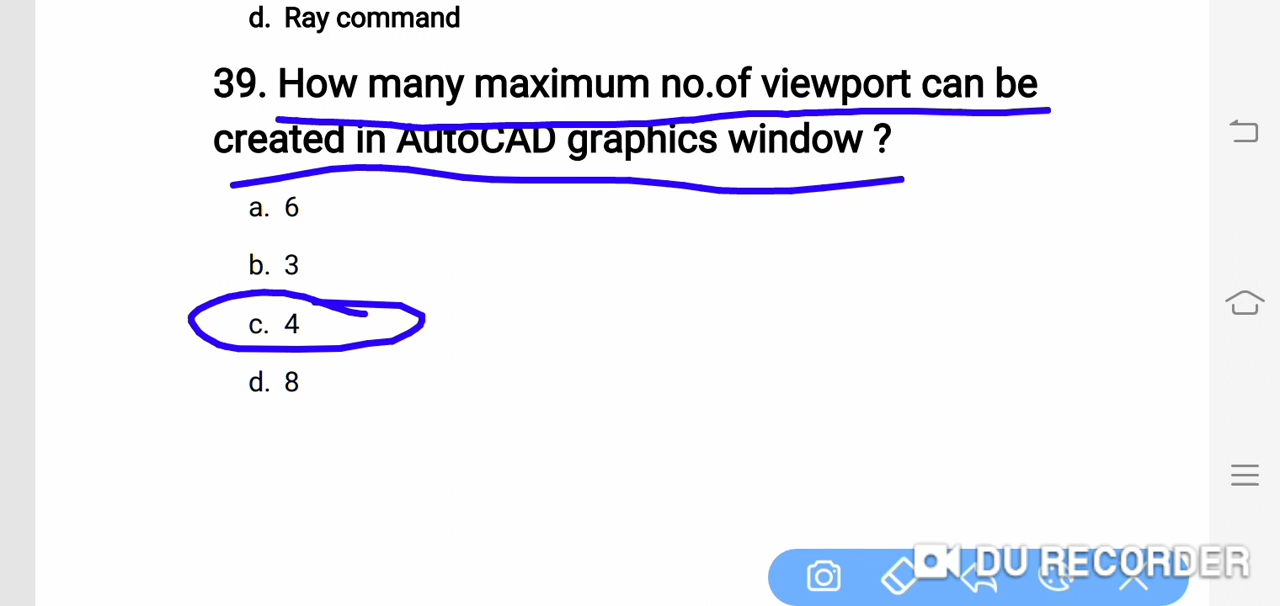 d. Ray command
39. How many maximum no.of viewport can be
created in AutoCAD graphics window ?
a. 6
b. 3
c. 4
d. 8
DU RECORDER